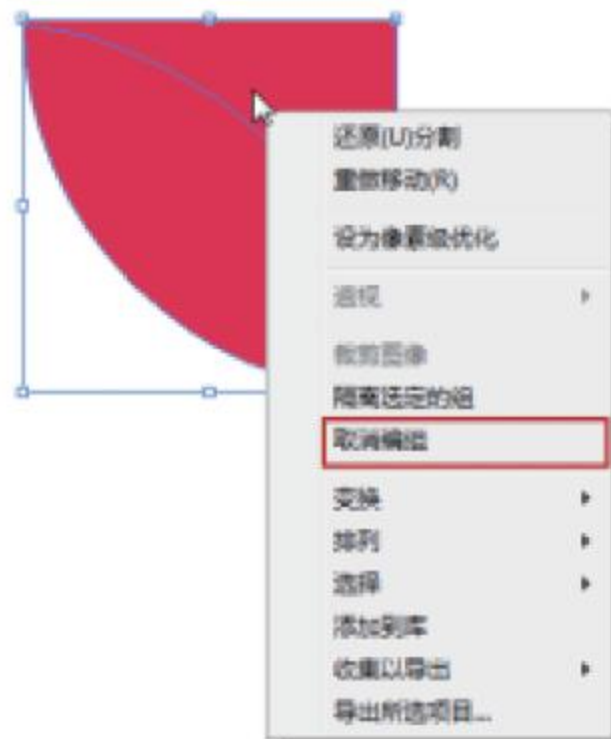 还原(U)分割
重做移动(R)
设为像素级优化
透视
裁剪图像
隔离选定的组
取消编组
变换
排列
选择
添加到库
收集以导出
导出所选项目...